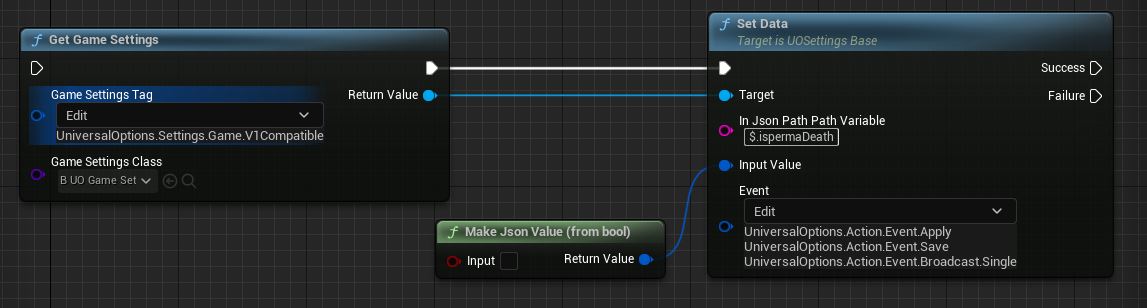 Get Game Settings
Game Settings Tag
Return Value
Edit
UniversalOptions.Settings.Game.V1Compatible
Game Settings Class
B UO Game Set
Make Json Value (from bool)
Input
Return Value
Set Data
Target is UOSettings Base
Success
Target
Failure
In Json Path Path Variable
$.ispermaDeath
Input Value
Event
Edit
UniversalOptions.Action.Event.Apply
UniversalOptions.Action.Event.Save
UniversalOptions.Action.Event.Broadcast.Single